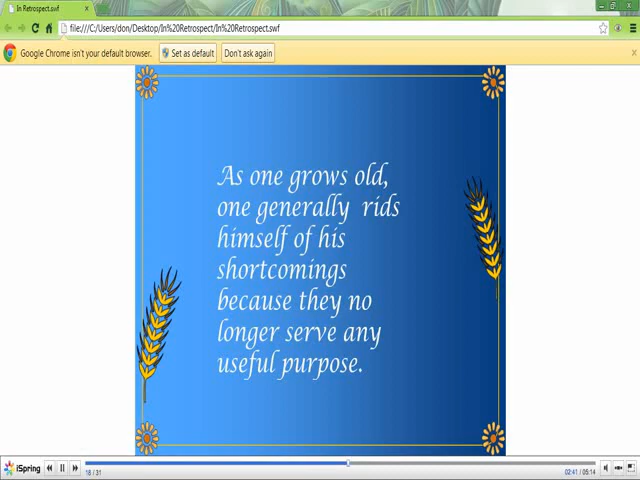 In Retrospect.swf
file:///C:/Users/don/Desktop/In%20Retrospect/In%20Retrospect.swf
Google Chrome isn't your default browser. Set as default Don't ask again
As one grows old,
one generally rids
himself of his
shortcomings
because they no
longer serve any
useful purpose.
iSpring
18 / 31
02:41 / 05:14